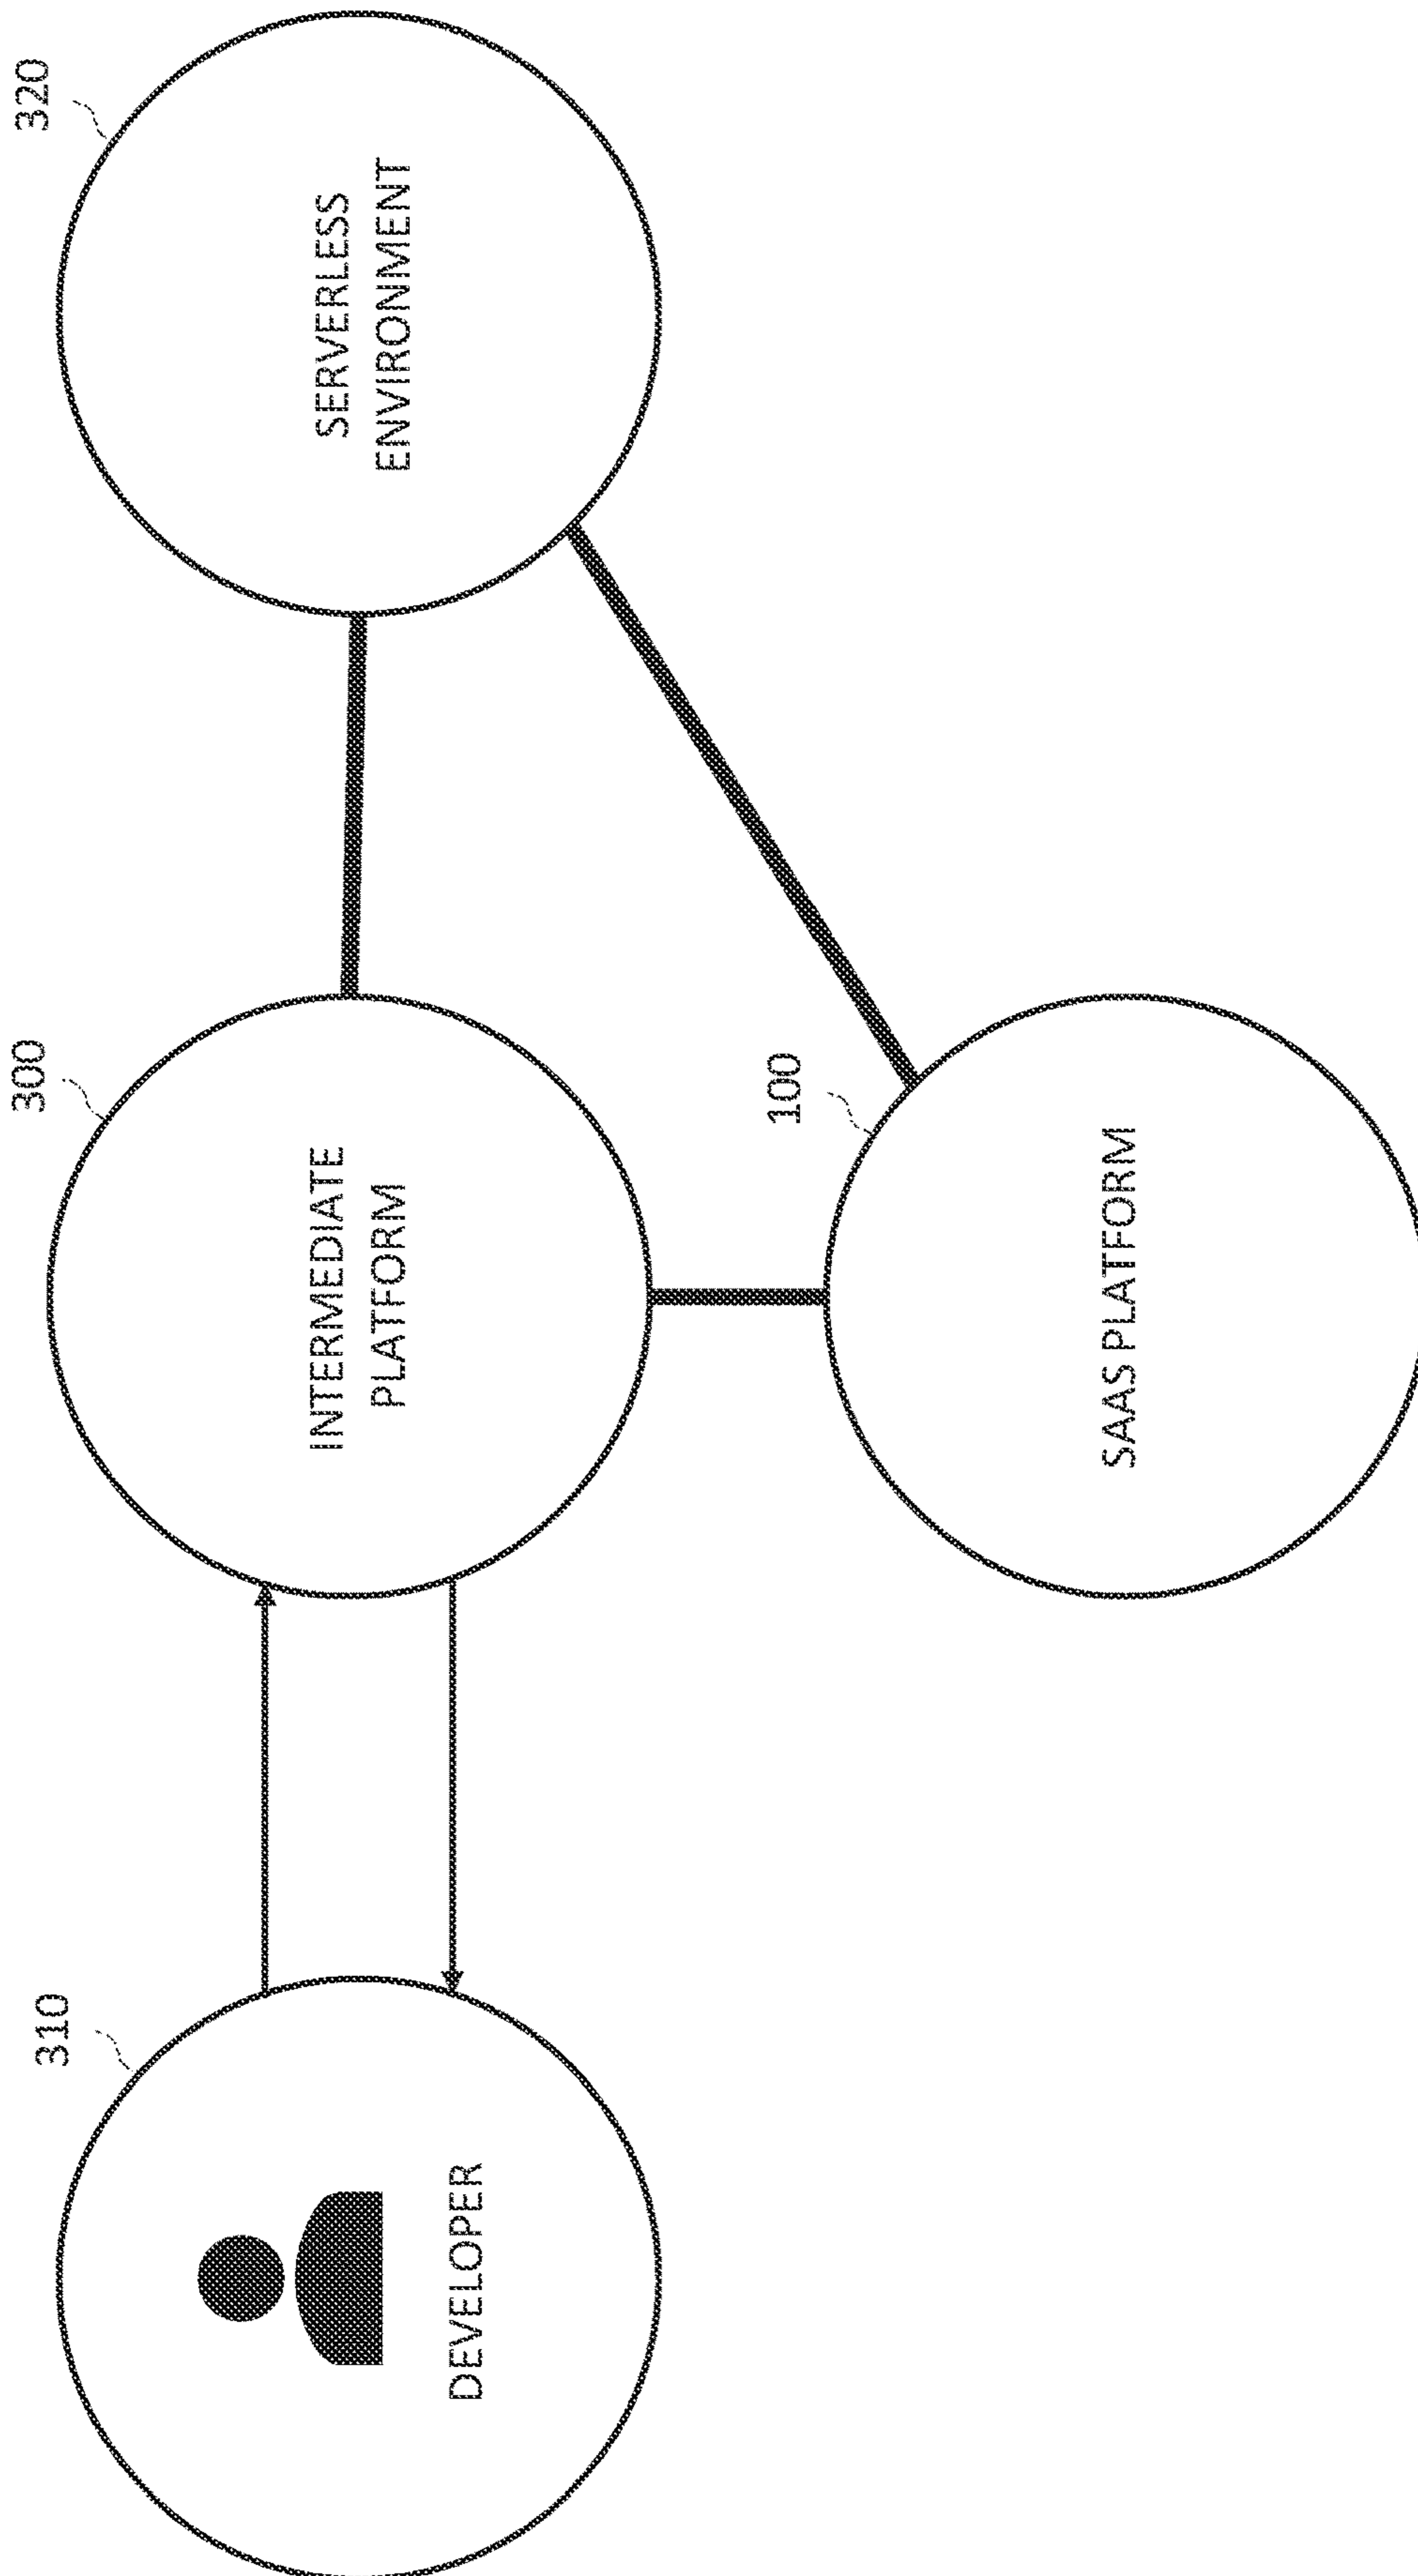 310
DEVELOPER
300
INTERMEDIATE
PLATFORM
320
SERVERLESS
ENVIRONMENT
100
SAAS PLATFORM